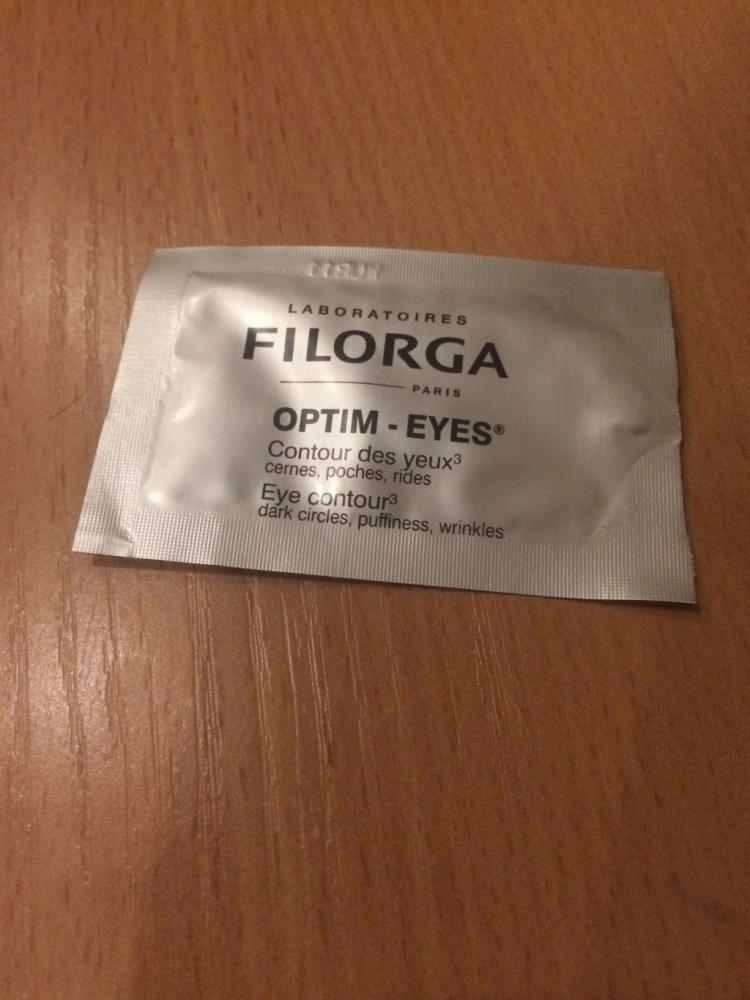 LABORATOIRES
FILORGA
PARIS
OPTIM - EYES®
Contour des yeux³
cernes, poches, rides
Eye contour³
dark circles, puffiness, wrinkles